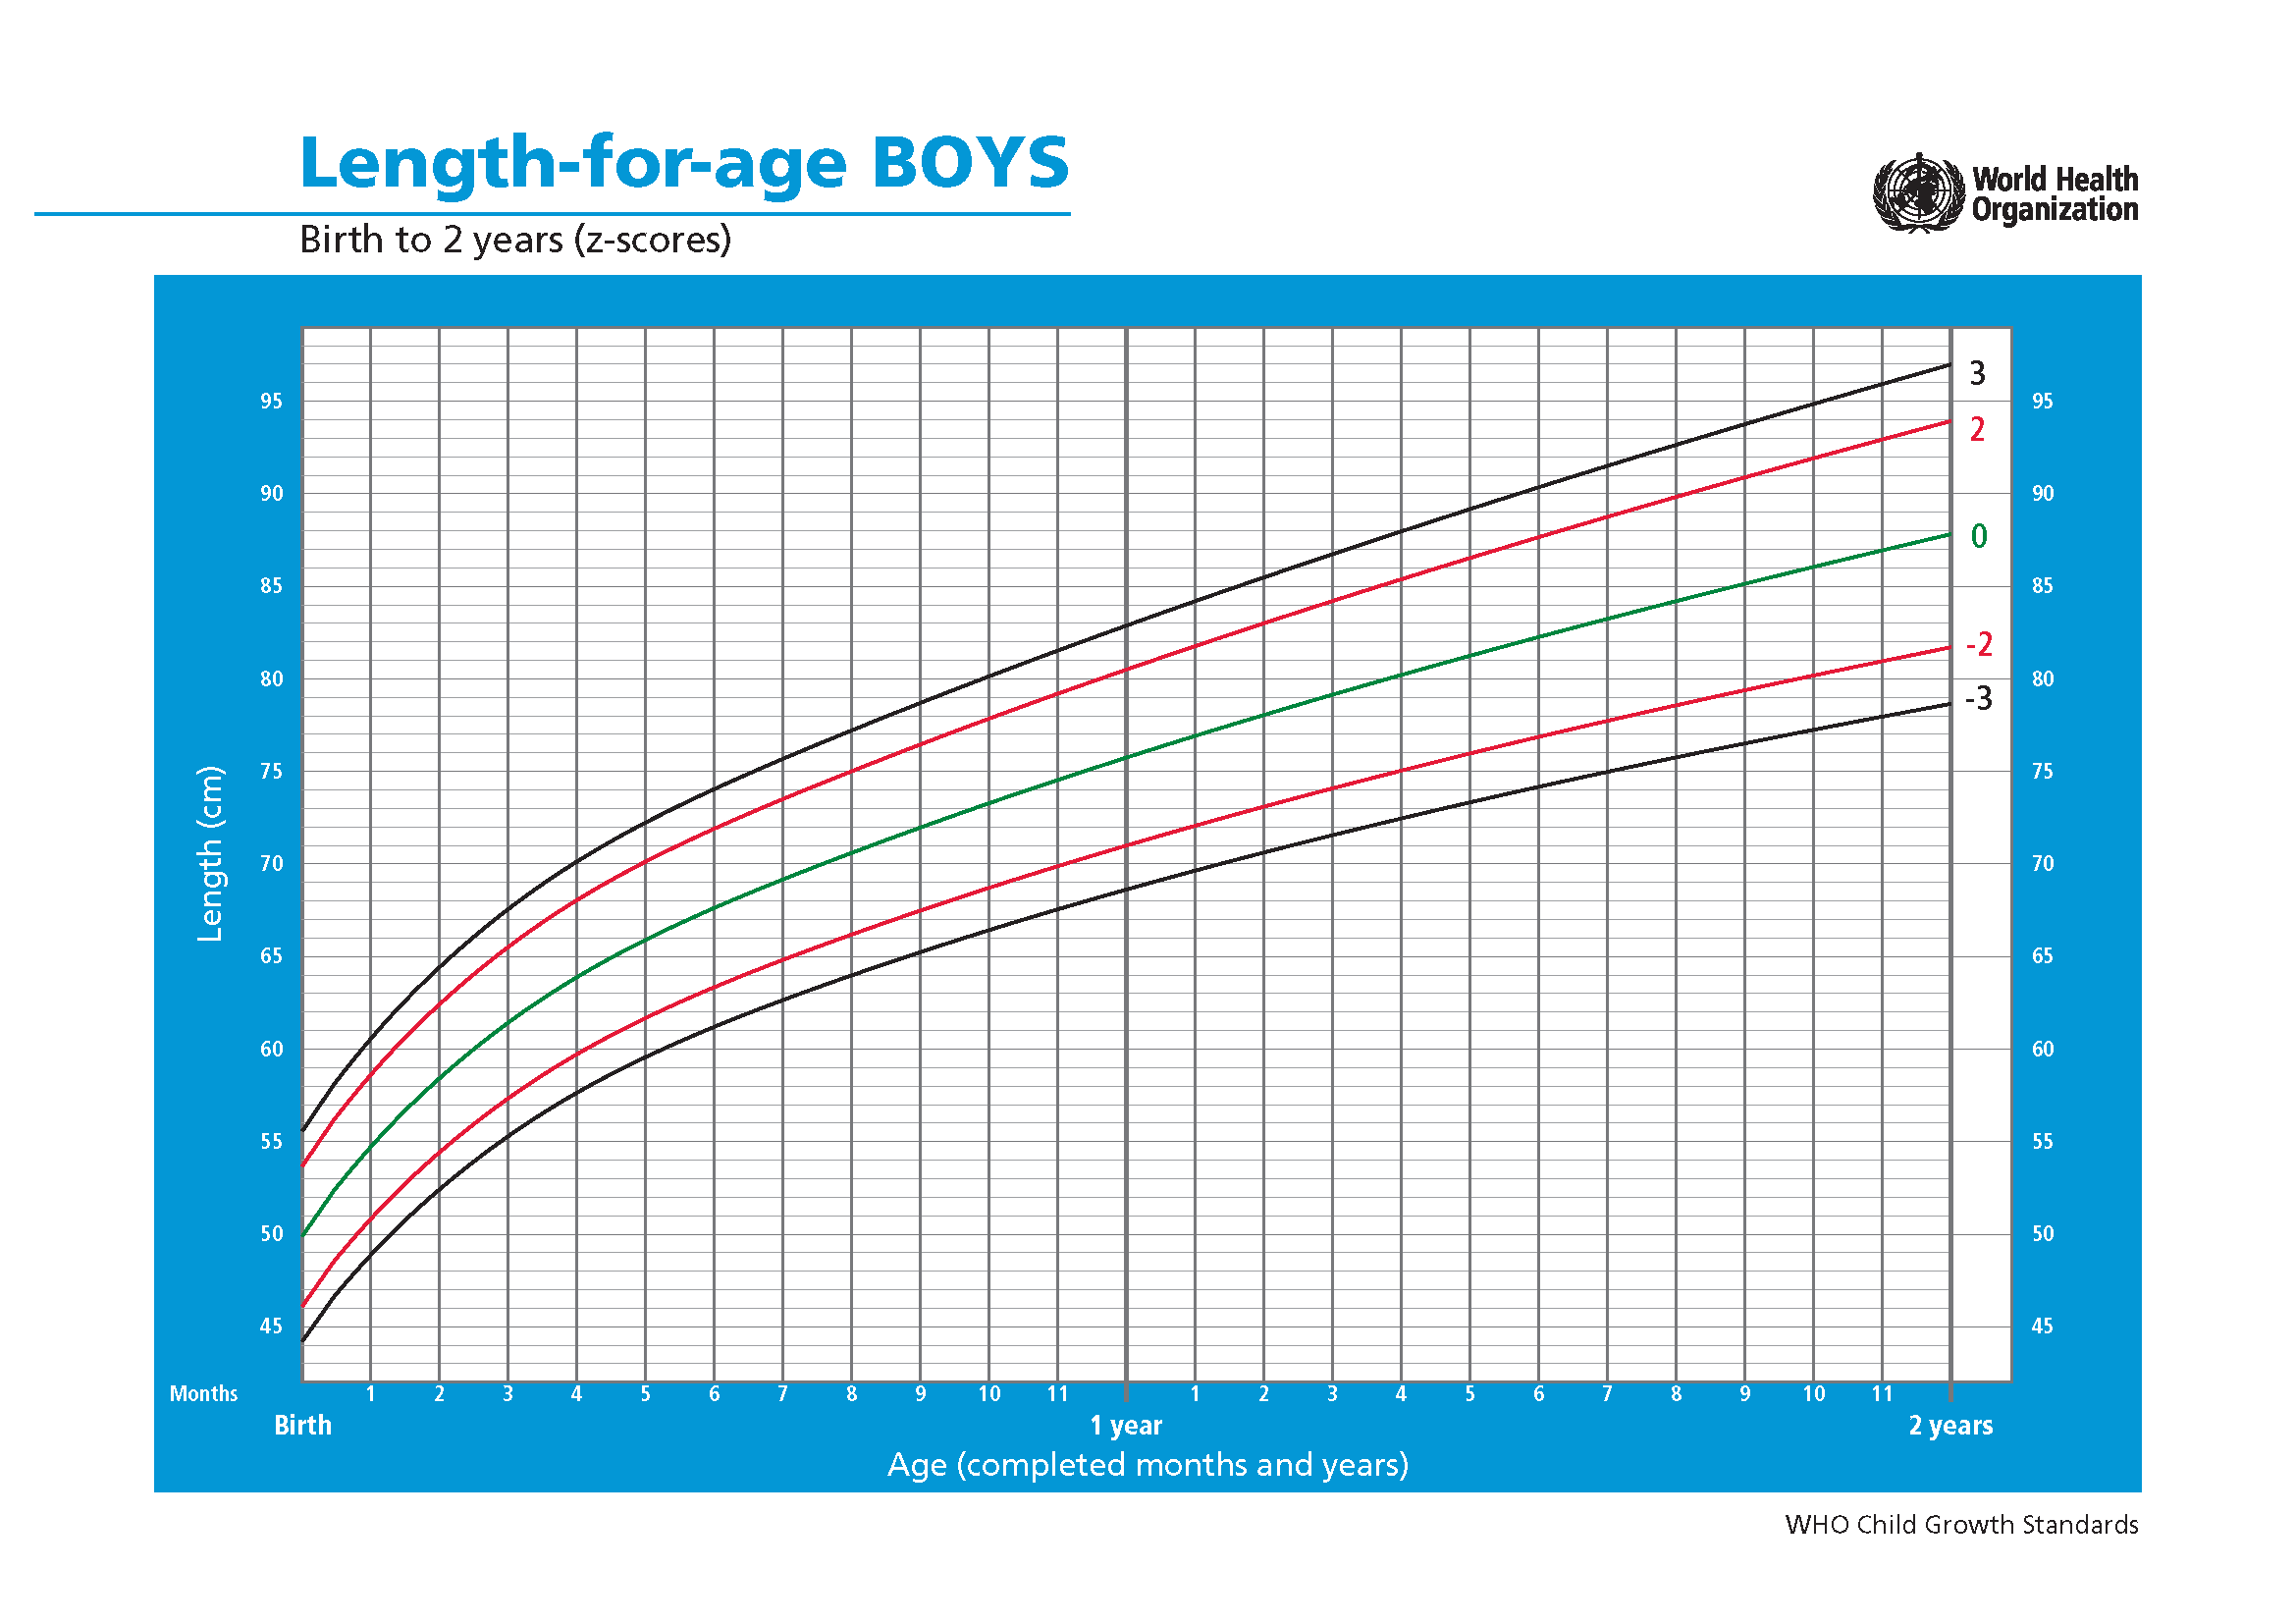 Length-for-age BOYS
Birth to 2 years (z-scores)
World Health
Organization
3
95 95
2
90 90
0
85 85
-2
80 80
-3
75 75
Length (cm)
70 70
65 65
60 60
55 55
50 50
45 45
Months 1 2 3 4 5 6 7 8 9 10 11 1 2 3 4 5 6 7 8 9 10 11
Birth 1 year 2 years
Age (completed months and years)
WHO Child Growth Standards